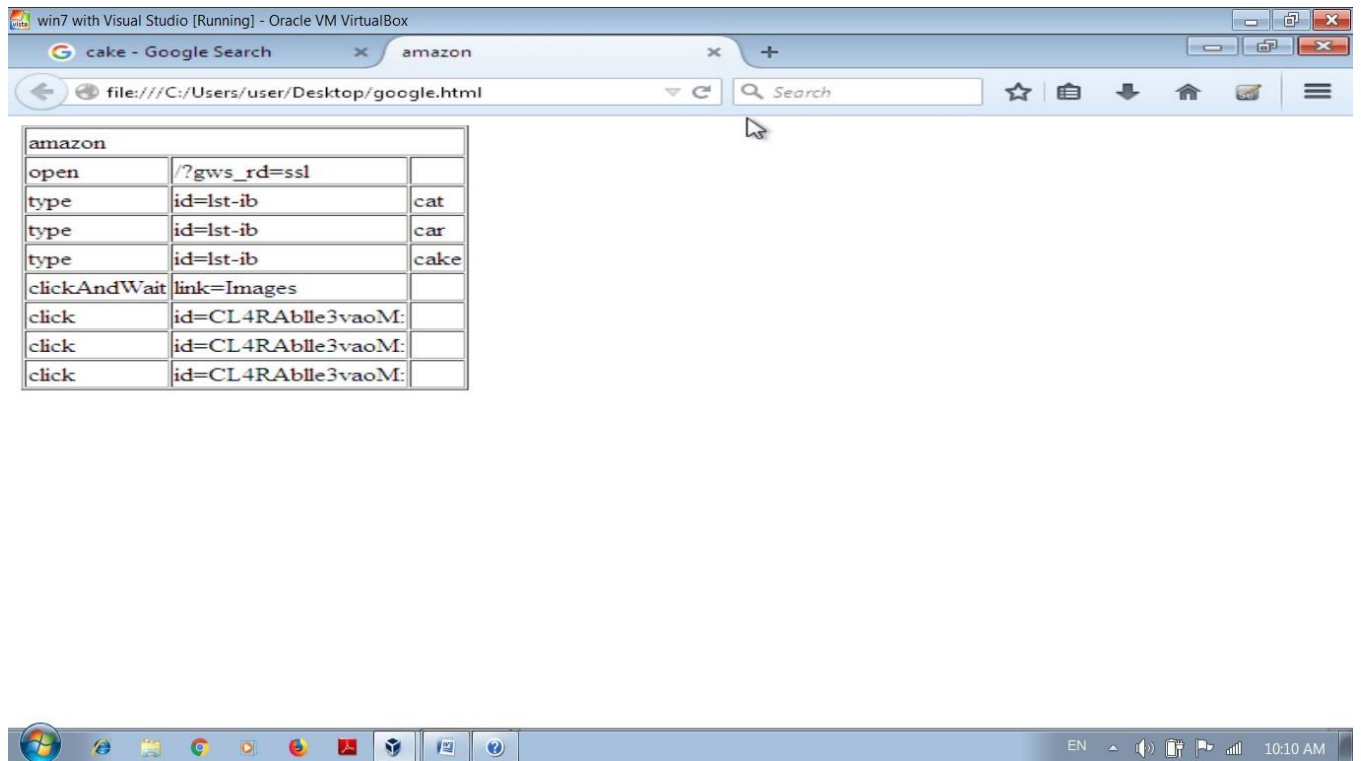 win7 with Visual Studio [Running] - Oracle VM VirtualBox
cake - Google Search amazon
file:///C:/Users/user/Desktop/google.html Search
amazon
open /?gws_rd=ssl
type id=lst-ib cat
type id=lst-ib car
type id=lst-ib cake
clickAndWait link=Images
click id=CL4RAblle3vaoM:
click id=CL4RAblle3vaoM:
click id=CL4RAblle3vaoM:
EN 10:10 AM